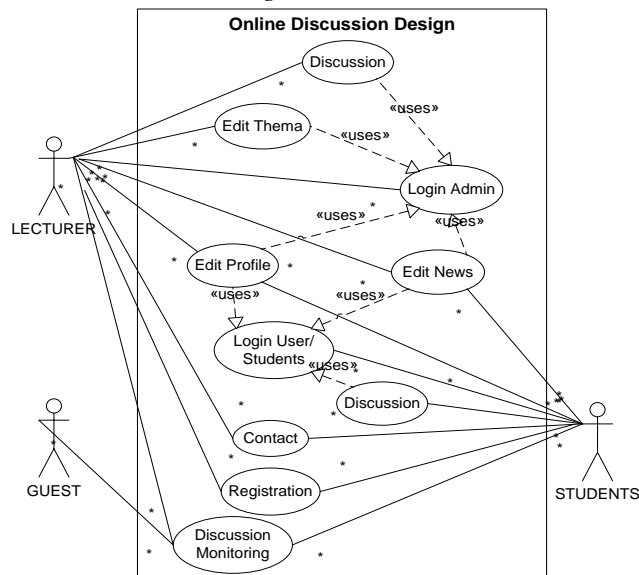 Online Discussion Design
Discussion
«uses»
Edit Thema
«uses»
Login Admin
LECTURER
«uses»
«uses»
Edit Profile
Edit News
«uses»
«uses»
Login User/
Students
«uses»
Discussion
Contact
GUEST
Registration
STUDENTS
Discussion
Monitoring